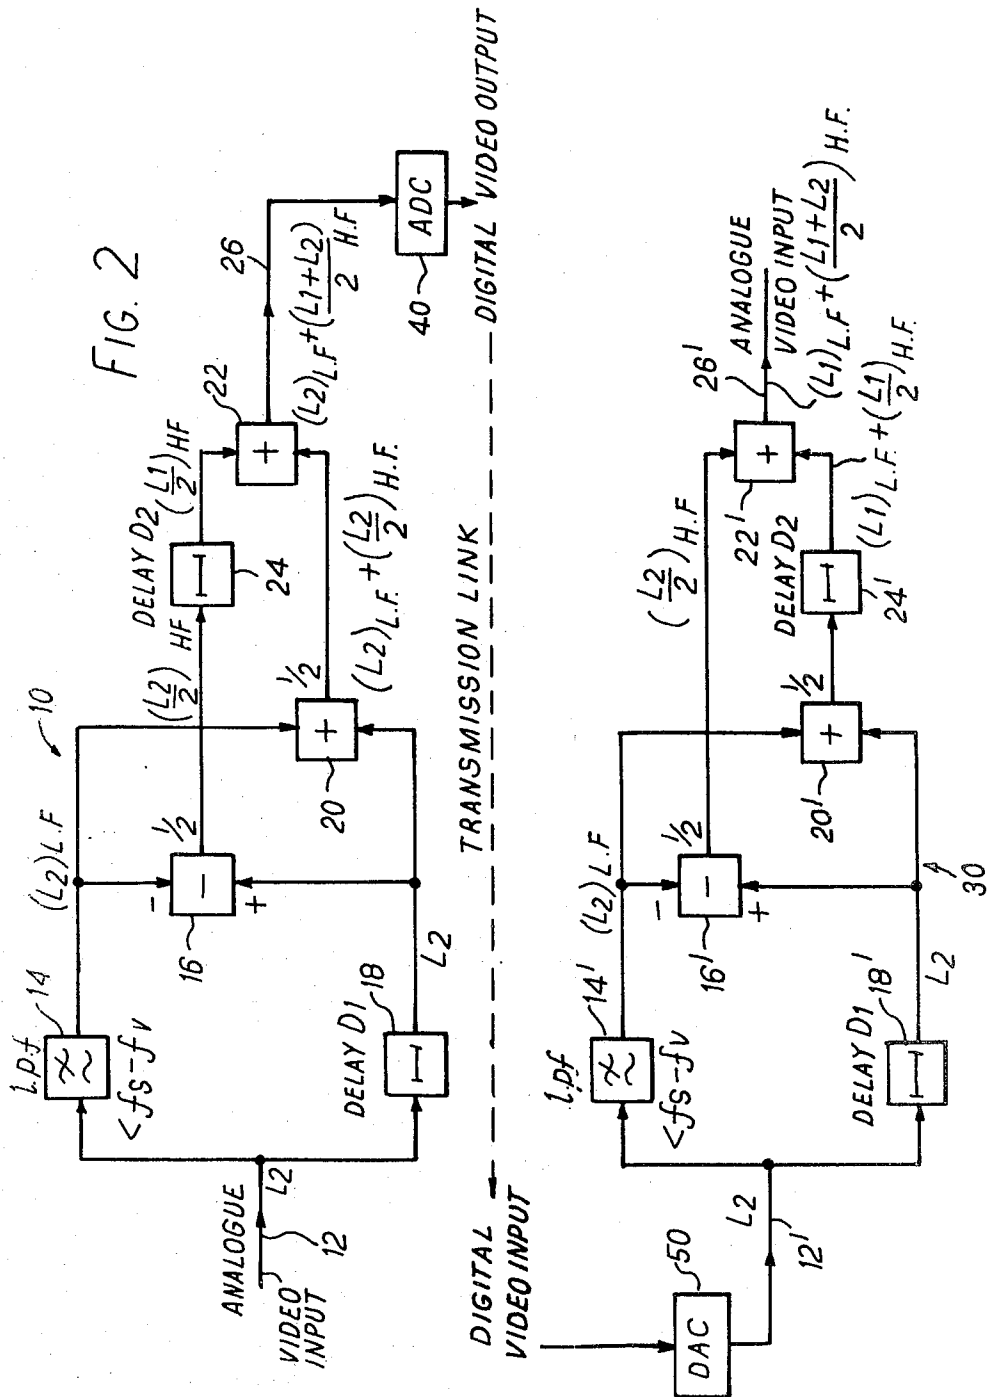 FIG. 2
10
l.p.f
14
<fs-fv
(L2) L.F
16
-
+
-
1/2
(L2/2) HF
DELAY D2
24
(L1/2) HF
22
+
26
(L2)L.F+(L1+L2/2) H.F
40
ADC
DIGITAL VIDEO OUTPUT
ANALOGUE
VIDEO
INPUT
12
L2
DELAY D1
18
L2
20
+
1/2
(L2)L.F + (L2/2)H.F.
TRANSMISSION LINK
DIGITAL
VIDEO INPUT
50
DAC
12'
L2
l.pf
14'
<fs-fv
(L2) L.F
16'
-
+
-
1/2
(L2/2) H.F
DELAY D1
18'
L2
30
20'
+
1/2
DELAY D2
24'
(L1)L.F. + (L1/2)H.F.
22'
+
26'
ANALOGUE
VIDEO INPUT
(L1)L.F + (L1+L2/2) H.F.